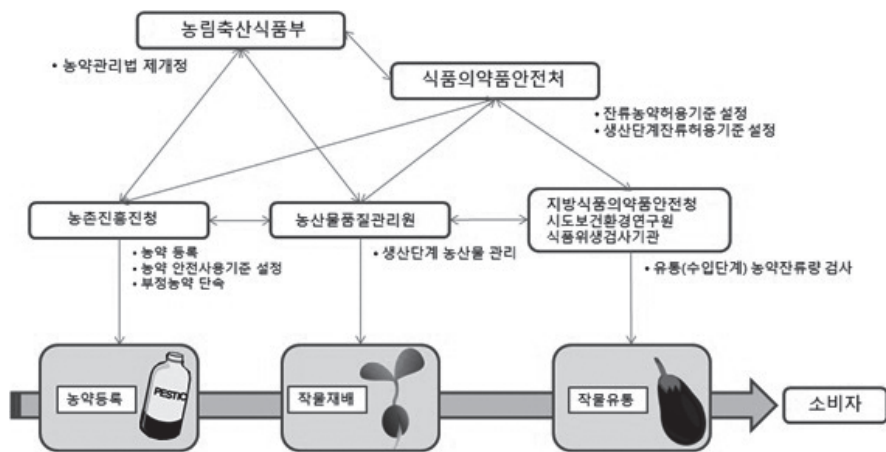 농림축산식품부
• 농약관리법 제개정
식품의약품안전처
• 잔류농약허용기준 설정
• 생산단계잔류허용기준 설정
농촌진흥진청
농산물품질관리원
지방식품의약품안전청
시도보건환경연구원
식품위생검사기관
• 농약 등록
• 농약 안전사용기준 설정
• 부정농약 단속
• 생산단계 농산물 관리
• 유통(수입단계) 농약잔류량 검사
PESTIC
농약등록
작물재배
작물유통
소비자